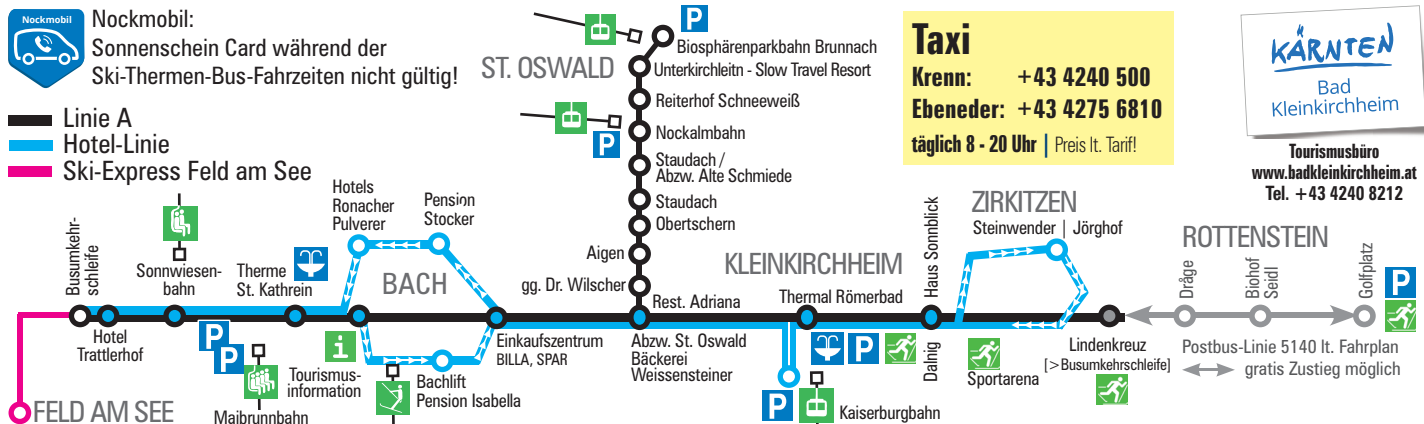 Nockmobil
Nockmobil:
Sonnenschein Card während der
Ski-Thermen-Bus-Fahrzeiten nicht gültig!
Linie A
Hotel-Linie
Ski-Express Feld am See
P
ST. OSWALD
Biosphärenparkbahn Brunnach
Unterkirchleitn - Slow Travel Resort
Reiterhof Schneeweiß
P
Nockalmbahn
Staudach /
Abzw. Alte Schmiede
Staudach
Obertschern
Aigen
gg. Dr. Wilscher
Rest. Adriana
Taxi
Krenn: +43 4240 500
Ebeneder: +43 4275 6810
täglich 8 - 20 Uhr | Preis lt. Tarif!
KÄRNTEN
Bad
Kleinkirchheim
Tourismusbüro
www.badkleinkirchheim.at
Tel. +43 4240 8212
Busumkehr-
schleife
Hotel
Trattlerhof
Sonnwiesen-
bahn
Therme
St. Kathrein
P
P
Maibrunnbahn
Hotels
Ronacher
Pulverer
Pension
Stocker
BACH
i
Tourismus-
information
Bachlift
Pension Isabella
Einkaufszentrum
BILLA, SPAR
Abzw. St. Oswald
Bäckerei
Weissensteiner
KLEINKIRCHHEIM
Thermal Römerbad
P
P
Kaiserburgbahn
Haus Sonnblick
Dalnig
ZIRKITZEN
Steinwender | Jörghof
Sportarena
Lindenkreuz
[>Busumkehrschleife]
ROTTENSTEIN
Dräge
Biohof
Seidl
Golfplatz
P
Postbus-Linie 5140 lt. Fahrplan
gratis Zustieg möglich
FELD AM SEE